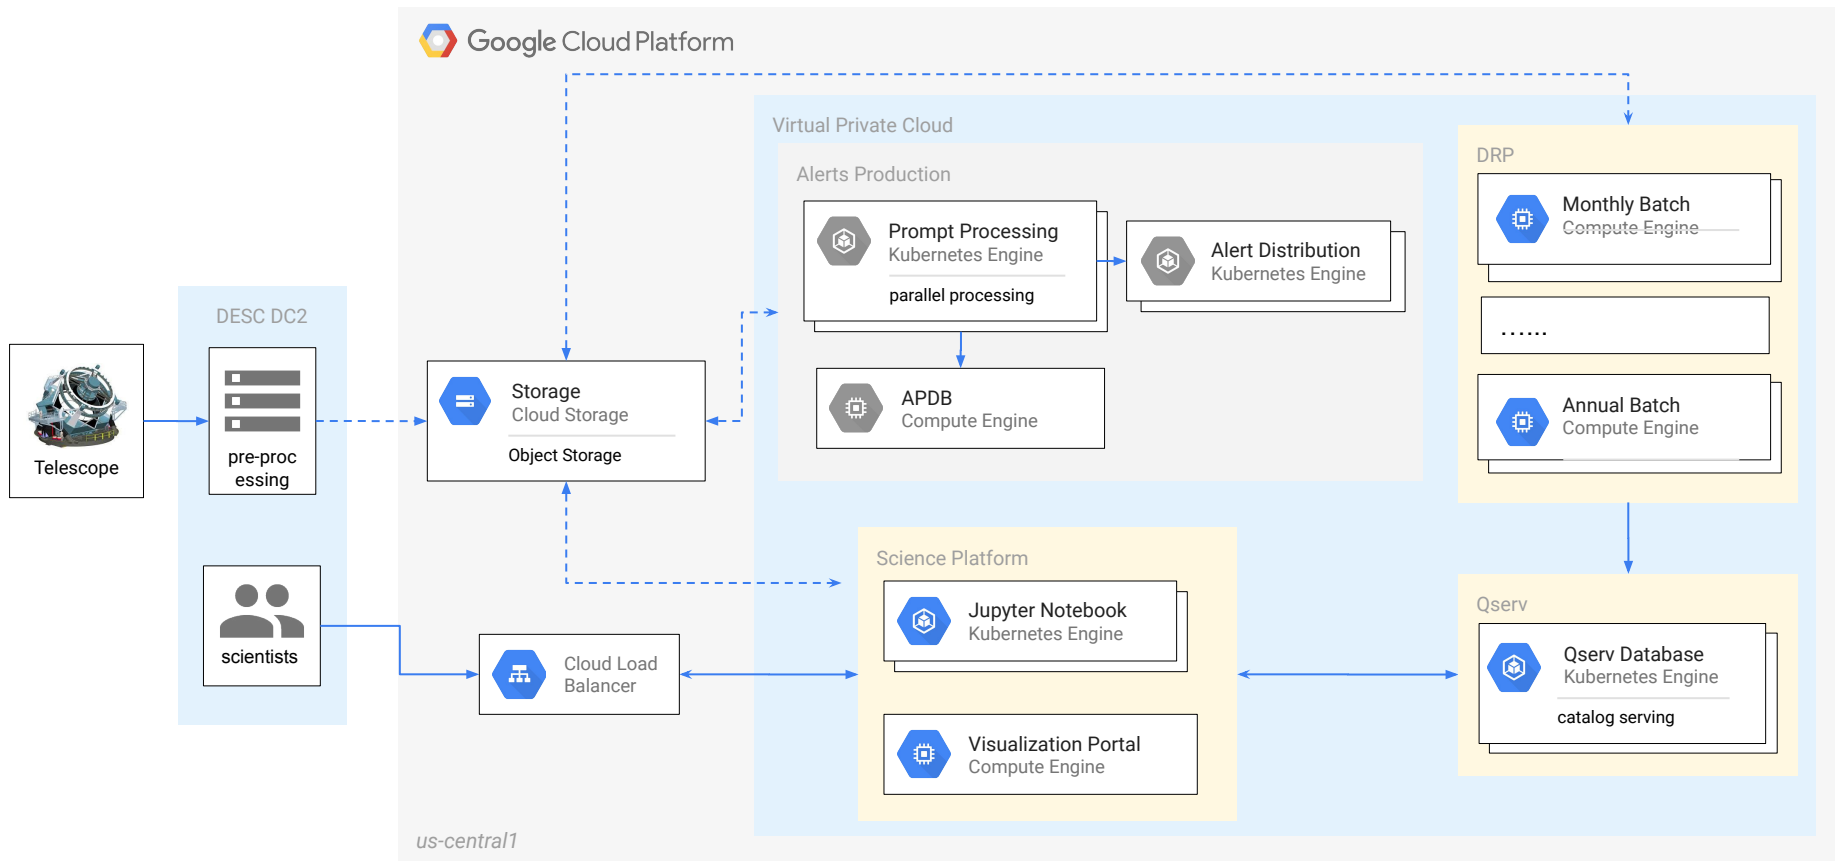 Google Cloud Platform
Virtual Private Cloud
Alerts Production
Prompt Processing
Kubernetes Engine
parallel processing
Alert Distribution
Kubernetes Engine
APDB
Compute Engine
DRP
Monthly Batch
Compute Engine
......
Annual Batch
Compute Engine
DESC DC2
Telescope
pre-proc
essing
Storage
Cloud Storage
Object Storage
scientists
Cloud Load
Balancer
Science Platform
Jupyter Notebook
Kubernetes Engine
Visualization Portal
Compute Engine
Qserv
Qserv Database
Kubernetes Engine
catalog serving
us-central1